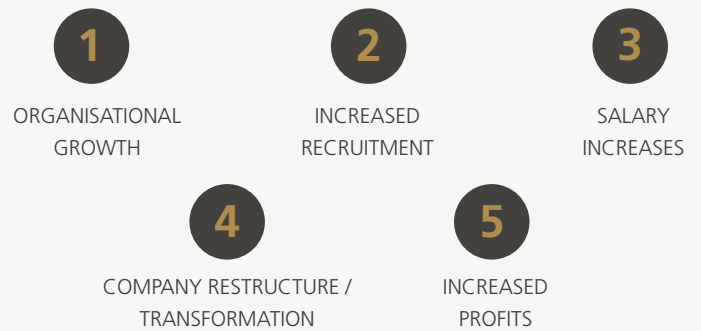 1
ORGANISATIONAL
GROWTH
2
INCREASED
RECRUITMENT
3
SALARY
INCREASES
4
COMPANY RESTRUCTURE /
TRANSFORMATION
5
INCREASED
PROFITS